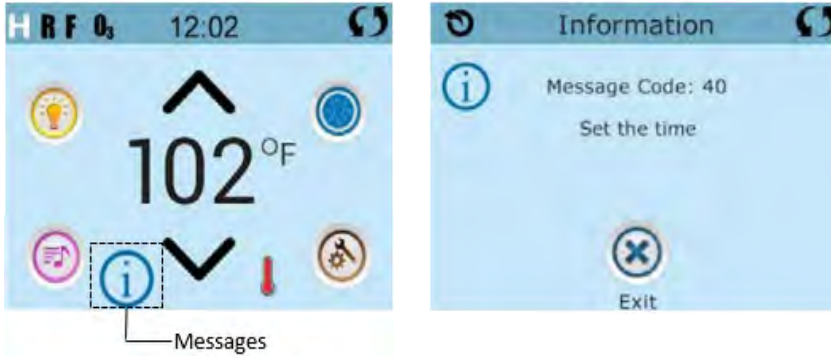 H R F O₃ 12:02
102°F
i
Messages
Information
i
Message Code: 40
Set the time
Exit